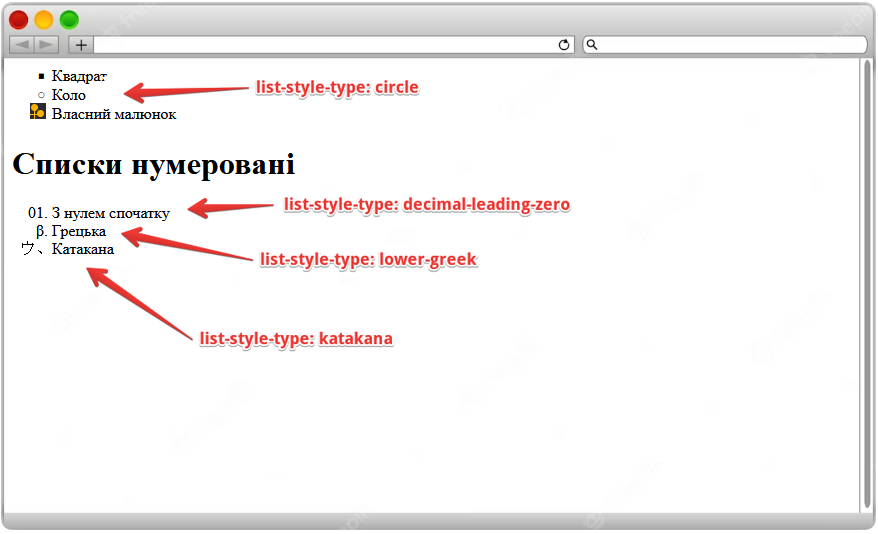 ▪ Квадрат
○ Коло
list-style-type: circle
Власний малюнок
Списки нумеровані
01. З нулем спочатку
list-style-type: decimal-leading-zero
β. Грецька
ウ、 Катакана
list-style-type: lower-greek
list-style-type: katakana